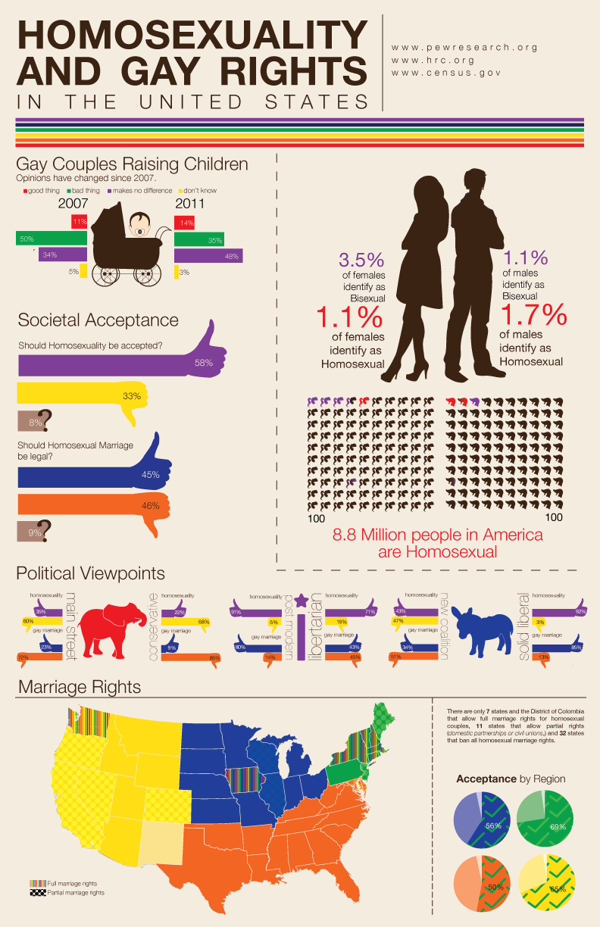 HOMOSEXUALITY
AND GAY RIGHTS
IN THE UNITED STATES
www.pewresearch.org
www.hrc.org
www.census.gov
Gay Couples Raising Children
Opinions have changed since 2007.
good thing bad thing makes no difference don't know
2007 2011
11% 14%
50% 35%
34% 48%
5% 3%
3.5%
of females
identify as
Bisexual
1.1%
of females
identify as
Homosexual
1.1%
of males
identify as
Bisexual
1.7%
of males
identify as
Homosexual
100 100
8.8 Million people in America
are Homosexual
Societal Acceptance
Should Homosexuality be accepted?
58%
33%
8%?
Should Homosexual Marriage
be legal?
45%
46%
9%?
Political Viewpoints
main street
homosexuality
60%
gay marriage
23%
72%
conservative
homosexuality
22%
68%
gay marriage
85%
post modern
homosexuality
91%
5%
gay marriage
80%
14%
libertarian
homosexuality
71%
19%
gay marriage
43%
new coalition
homosexuality
43%
47%
gay marriage
34%
solid liberal
homosexuality
92%
gay marriage
85%
13%
Marriage Rights
Full marriage rights
Partial marriage rights
There are only 7 states and the District of Colombia
that allow full marriage rights for homosexual
couples, 11 states that allow partial rights
(domestic partnerships or civil unions,) and 32 states
that ban all homosexual marriage rights.
Acceptance by Region
56% 69%
50% 65%